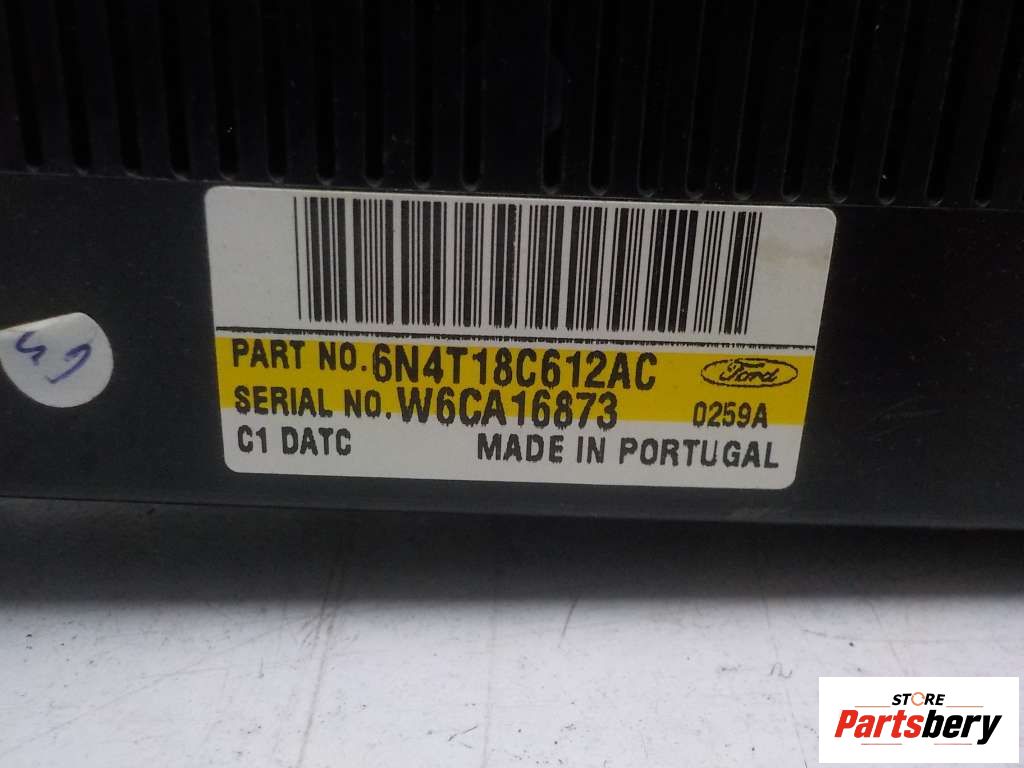 PART NO. 6N4T18C612AC Ford
SERIAL NO. W6CA16873 0259A
C1 DATC MADE IN PORTUGAL
STORE
Partsbery